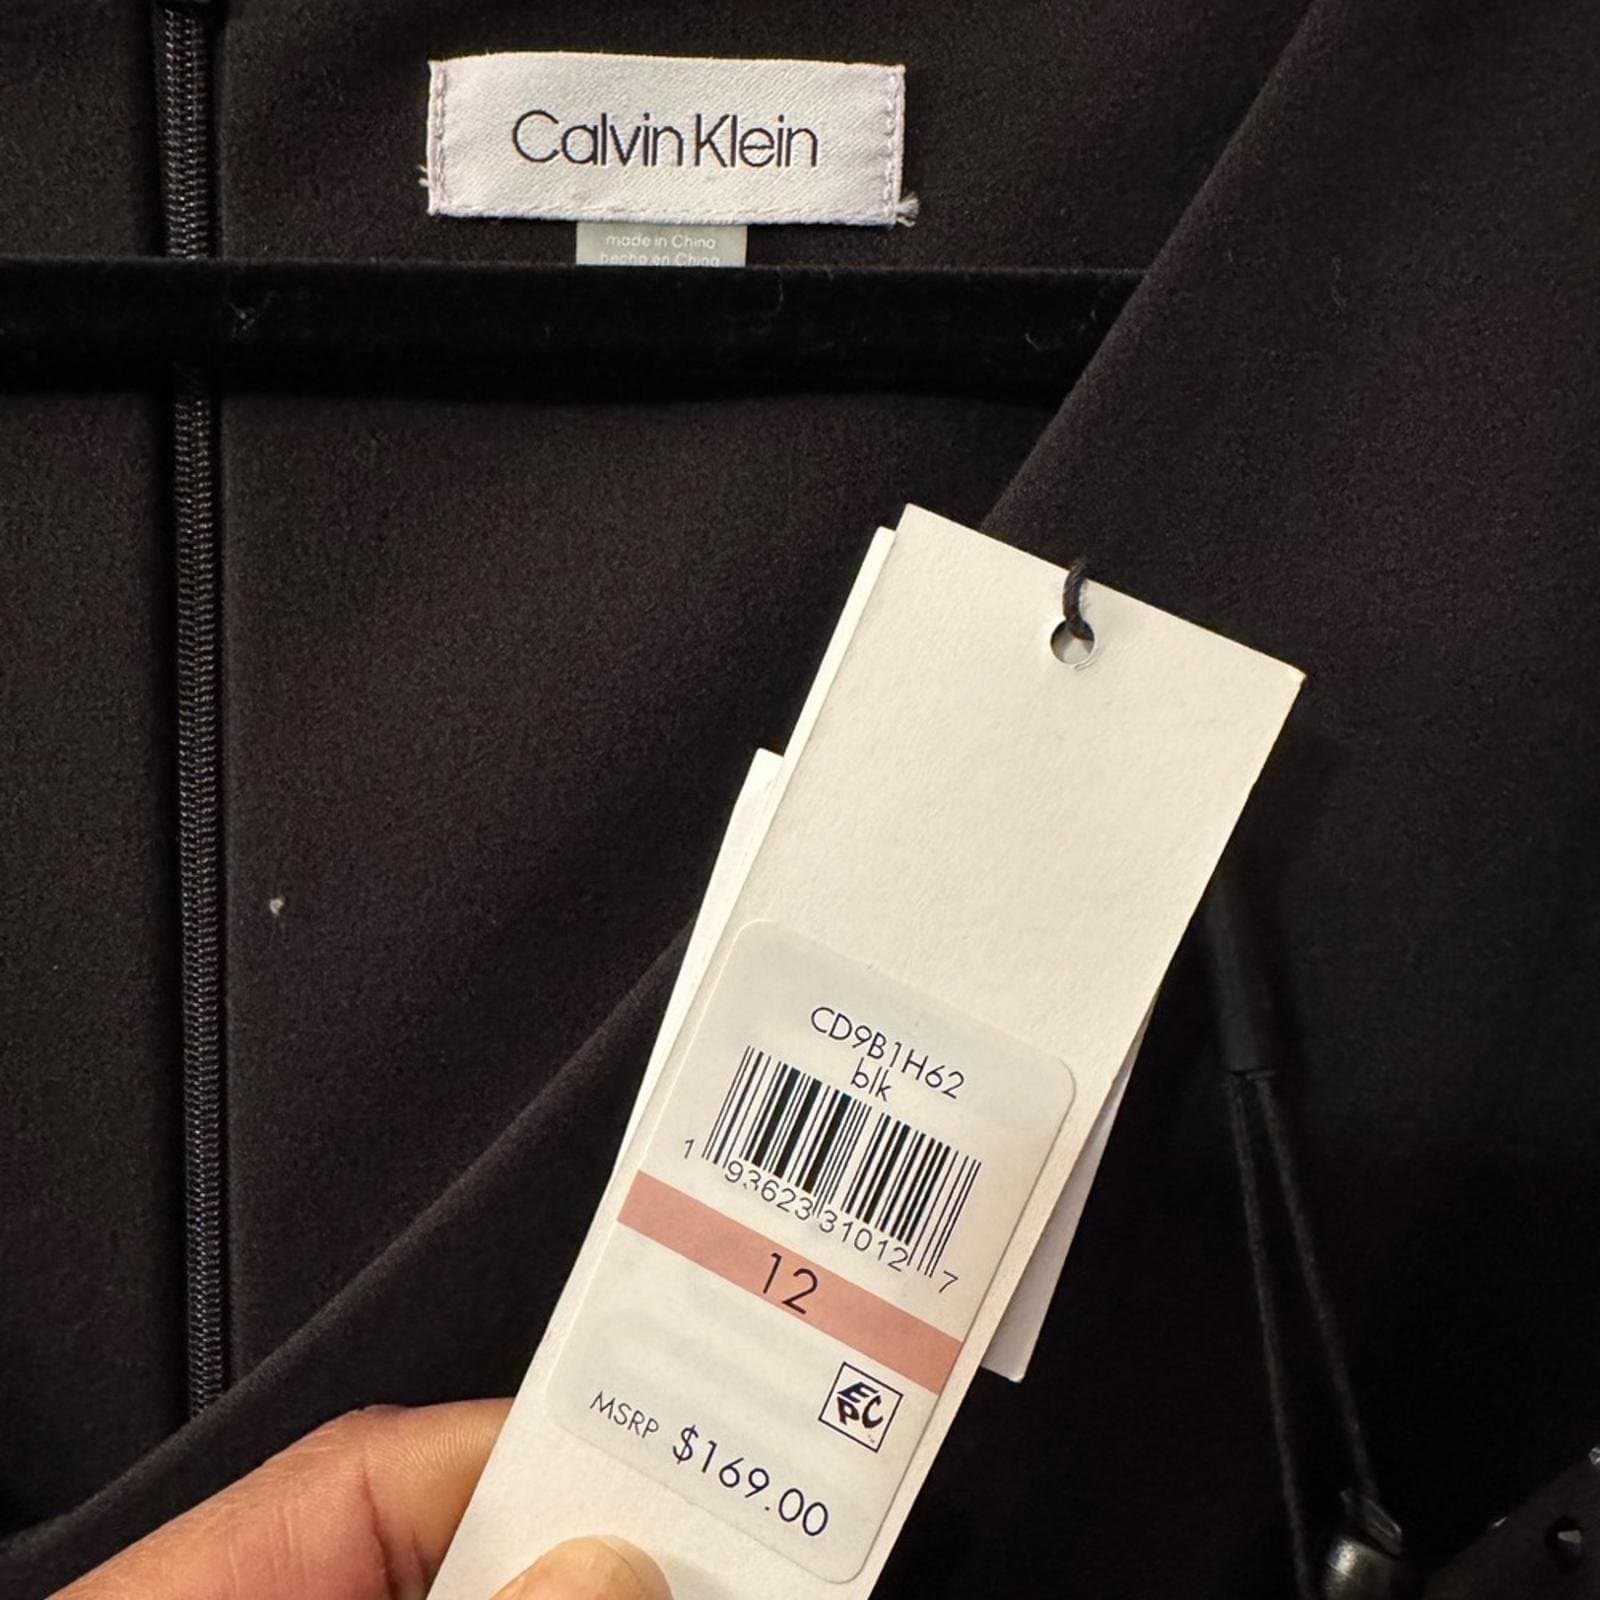 Calvin Klein
made in China
hecho en China
CD9B1H62
blk
1 93623 31012 7
12
EPC
MSRP $169.00